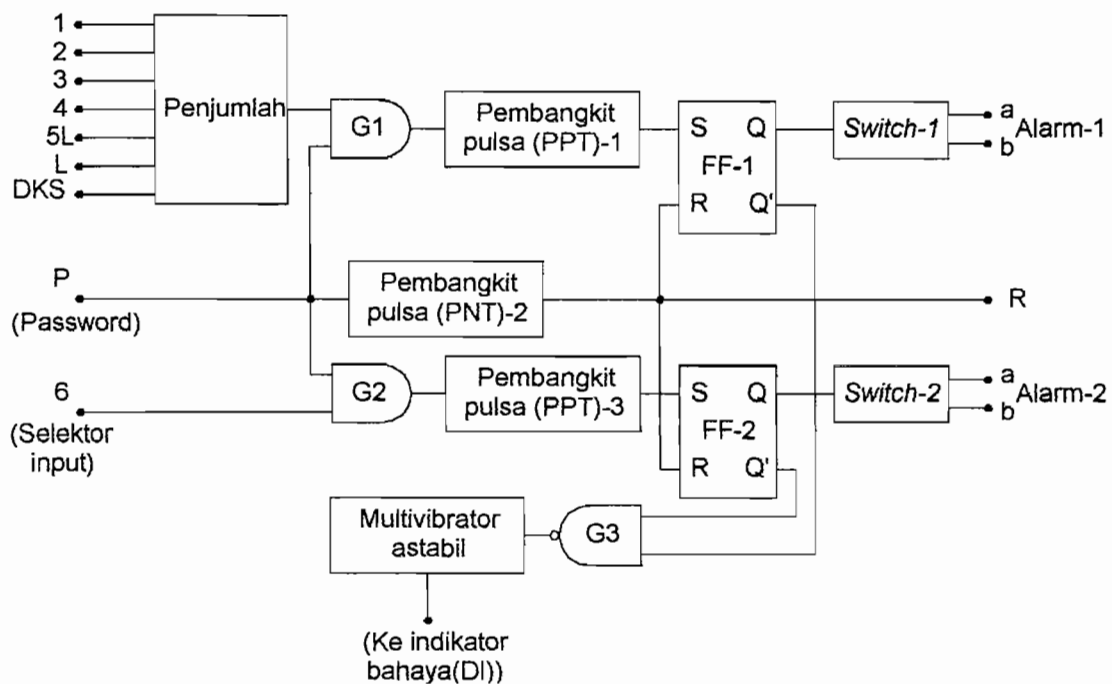 1
2
3
4
5L
L
DKS
Penjumlah
G1
Pembangkit
pulsa (PPT)-1
S Q
FF-1
R Q'
Switch-1
a
b
Alarm-1
P
(Password)
Pembangkit
pulsa (PNT)-2
R
6
(Selektor
input)
G2
Pembangkit
pulsa (PPT)-3
S Q
FF-2
R Q'
Switch-2
a
b
Alarm-2
Multivibrator
astabil
G3
(Ke indikator
bahaya(DI))